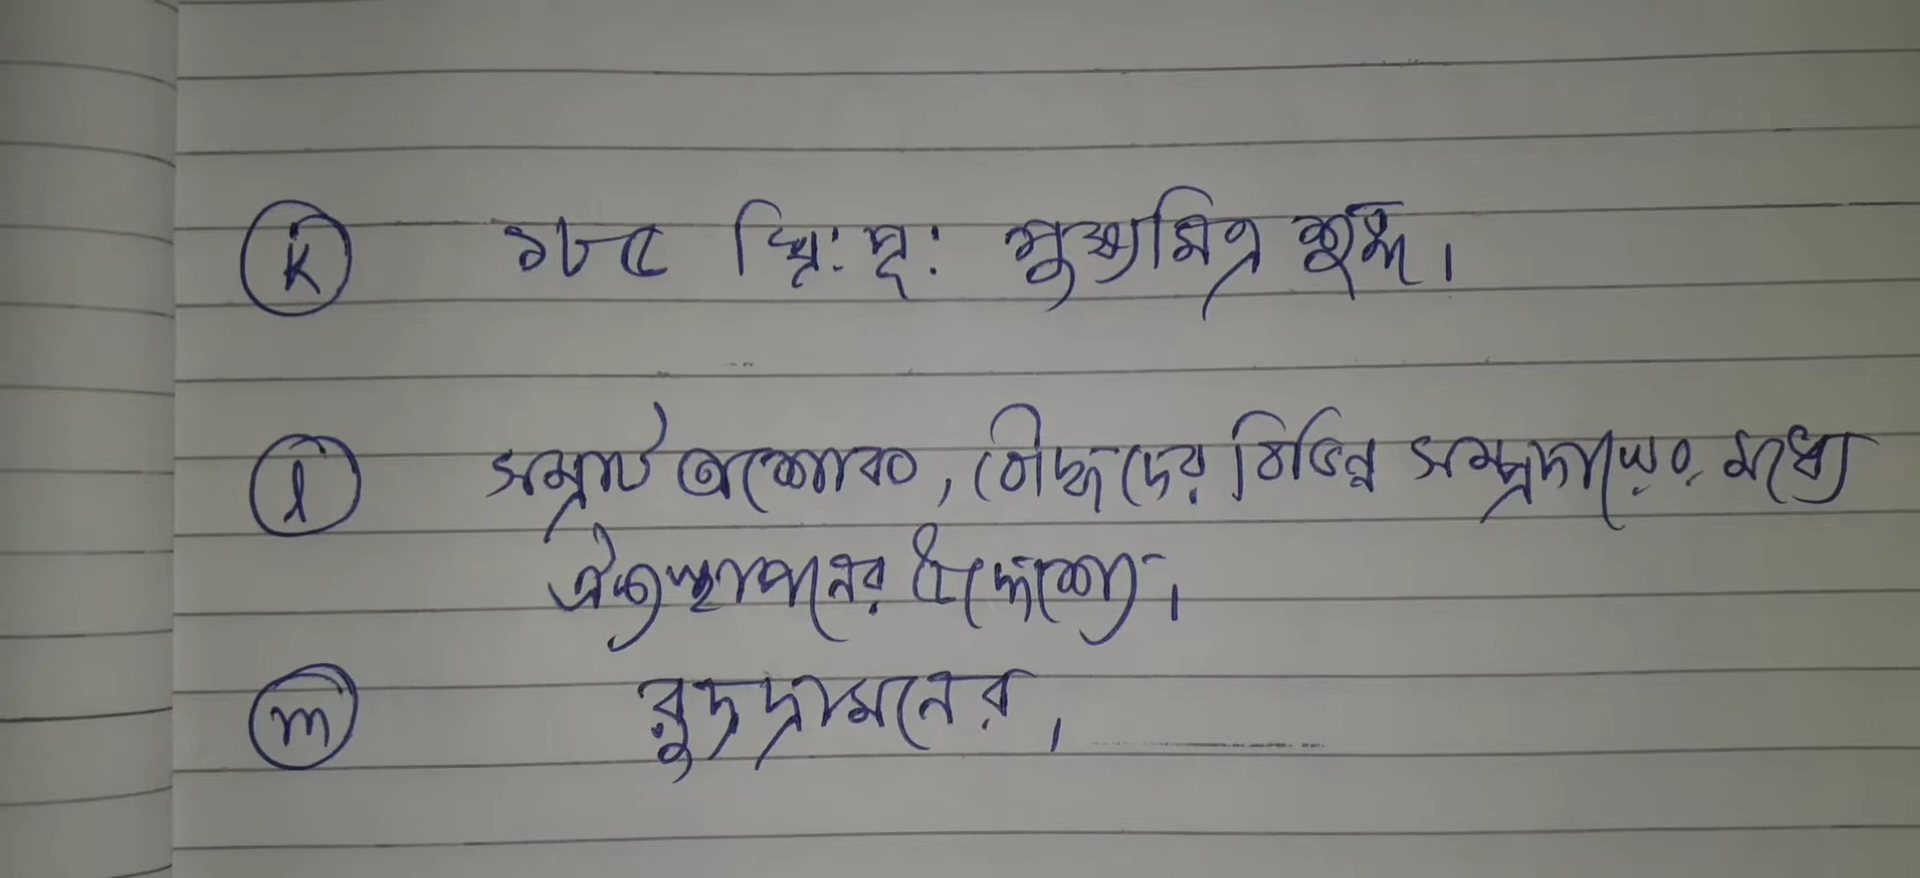 (k) ১৮৫ খ্রিঃ পূঃ পুষ্যমিত্র শুঙ্গ।
(l) সম্রাট অশোক, বৌদ্ধদের বিভিন্ন সম্প্রদায়ের মধ্যে
ঐক্যস্থাপনের উদ্দেশ্যে।
(m) রুদ্রদ্রামনের।